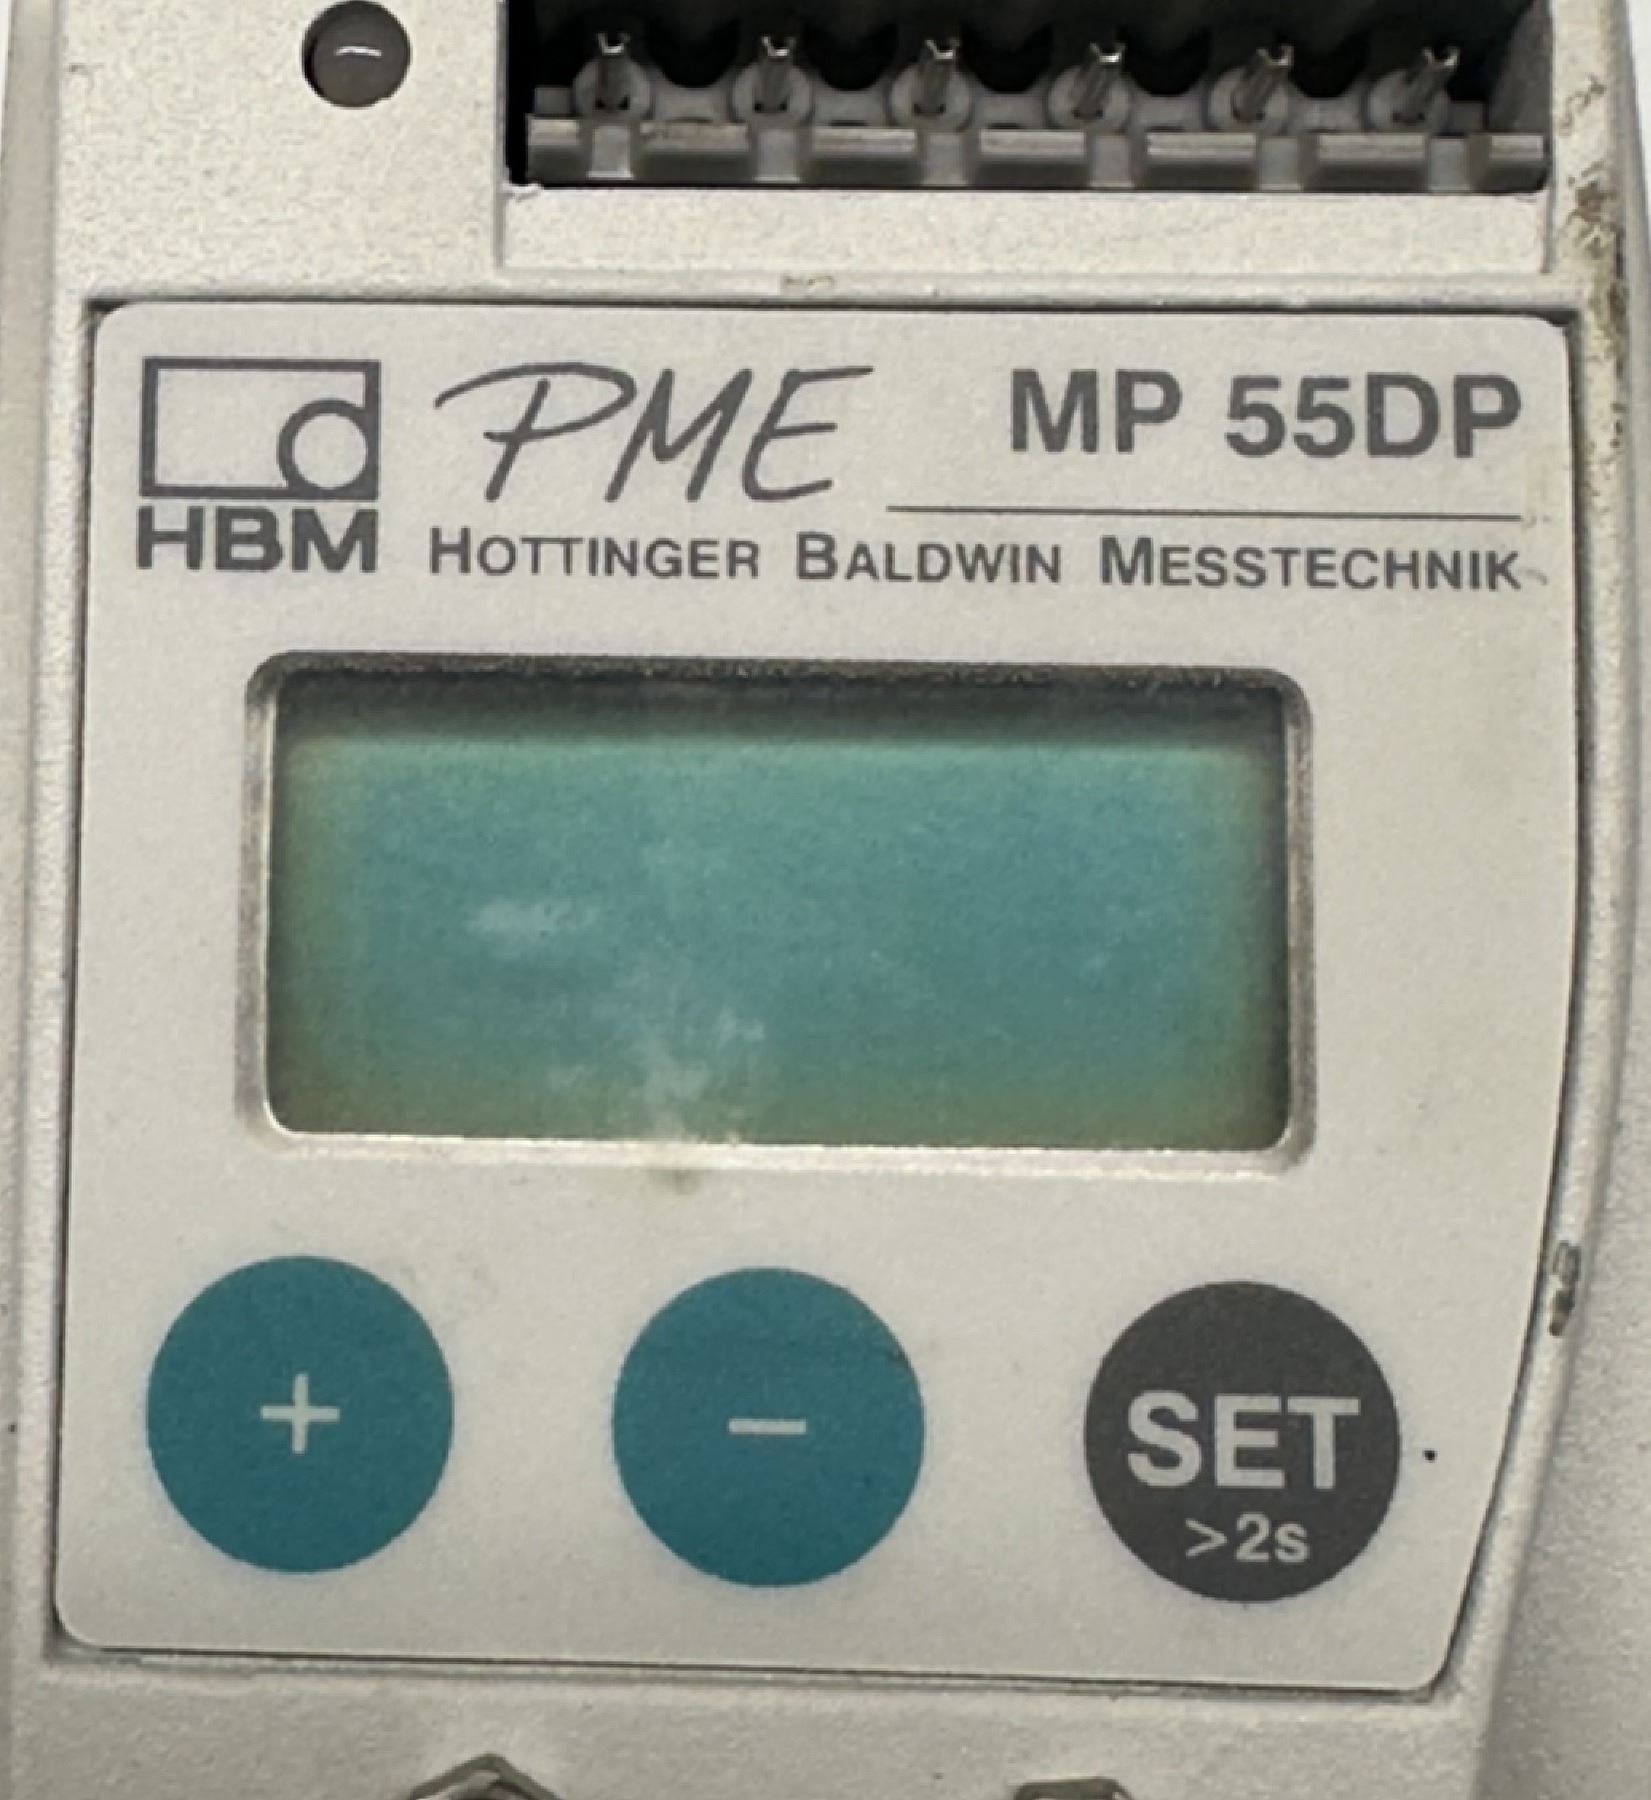 PME MP 55DP
HBM HOTTINGER BALDWIN MESSTECHNIK
+ − SET
>2s